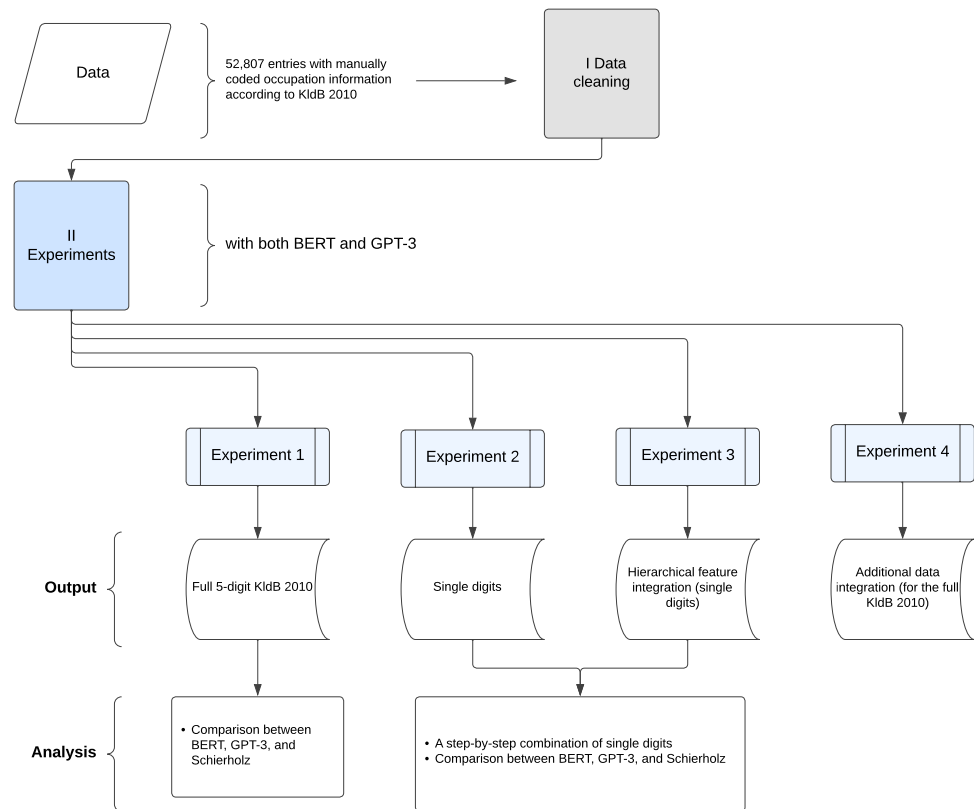 Data
52,807 entries with manually
coded occupation information
according to KldB 2010
I Data
cleaning
II
Experiments
with both BERT and GPT-3
Experiment 1
Experiment 2
Experiment 3
Experiment 4
Output
Full 5-digit KldB 2010
Single digits
Hierarchical feature
integration (single
digits)
Additional data
integration (for the full
KldB 2010)
Analysis
• Comparison between
BERT, GPT-3, and
Schierholz
• A step-by-step combination of single digits
• Comparison between BERT, GPT-3, and Schierholz